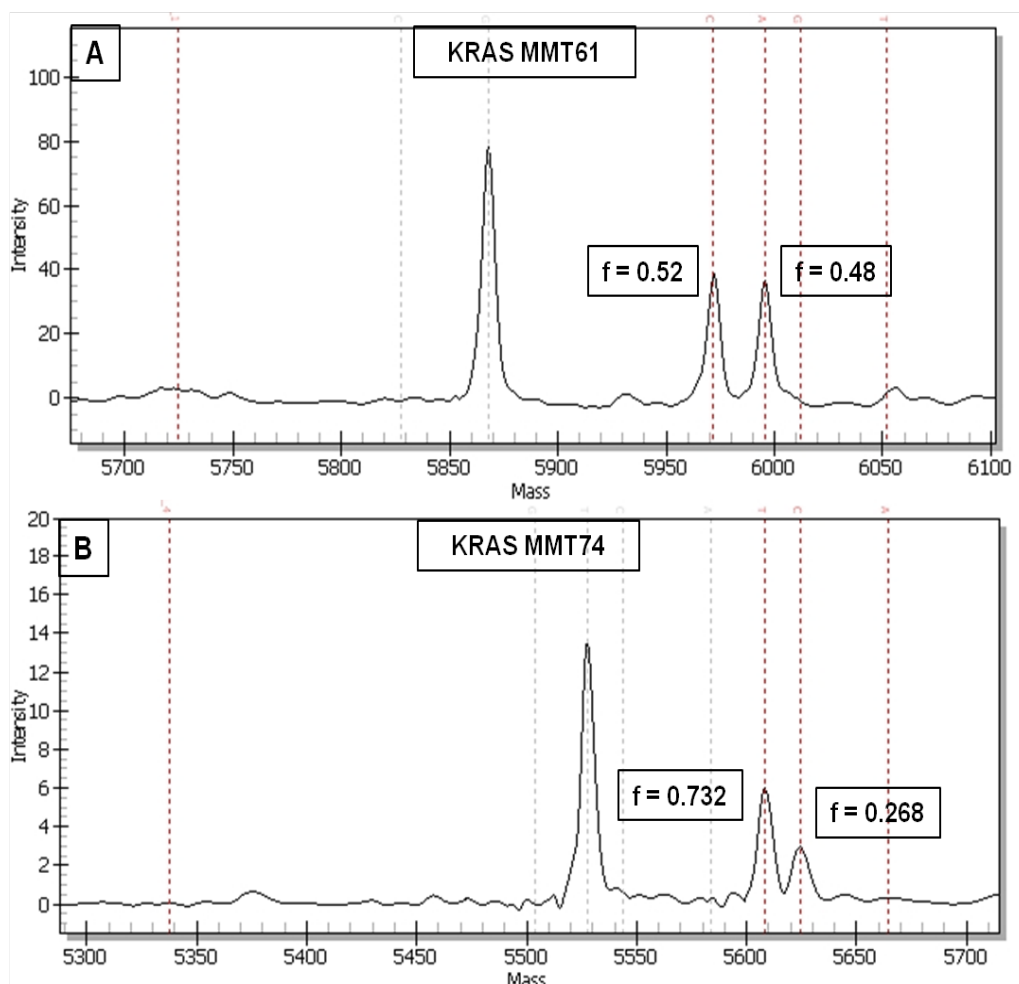 -1 C G C A G T
A
KRAS MMT61
Intensity
100
80
60
40
20
0
f = 0.52
f = 0.48
5700 5750 5800 5850 5900 5950 6000 6050 6100
Mass
-4 G T C A T C A
B
KRAS MMT74
Intensity
20
18
16
14
12
10
8
6
4
2
0
f = 0.732
f = 0.268
5300 5350 5400 5450 5500 5550 5600 5650 5700
Mass